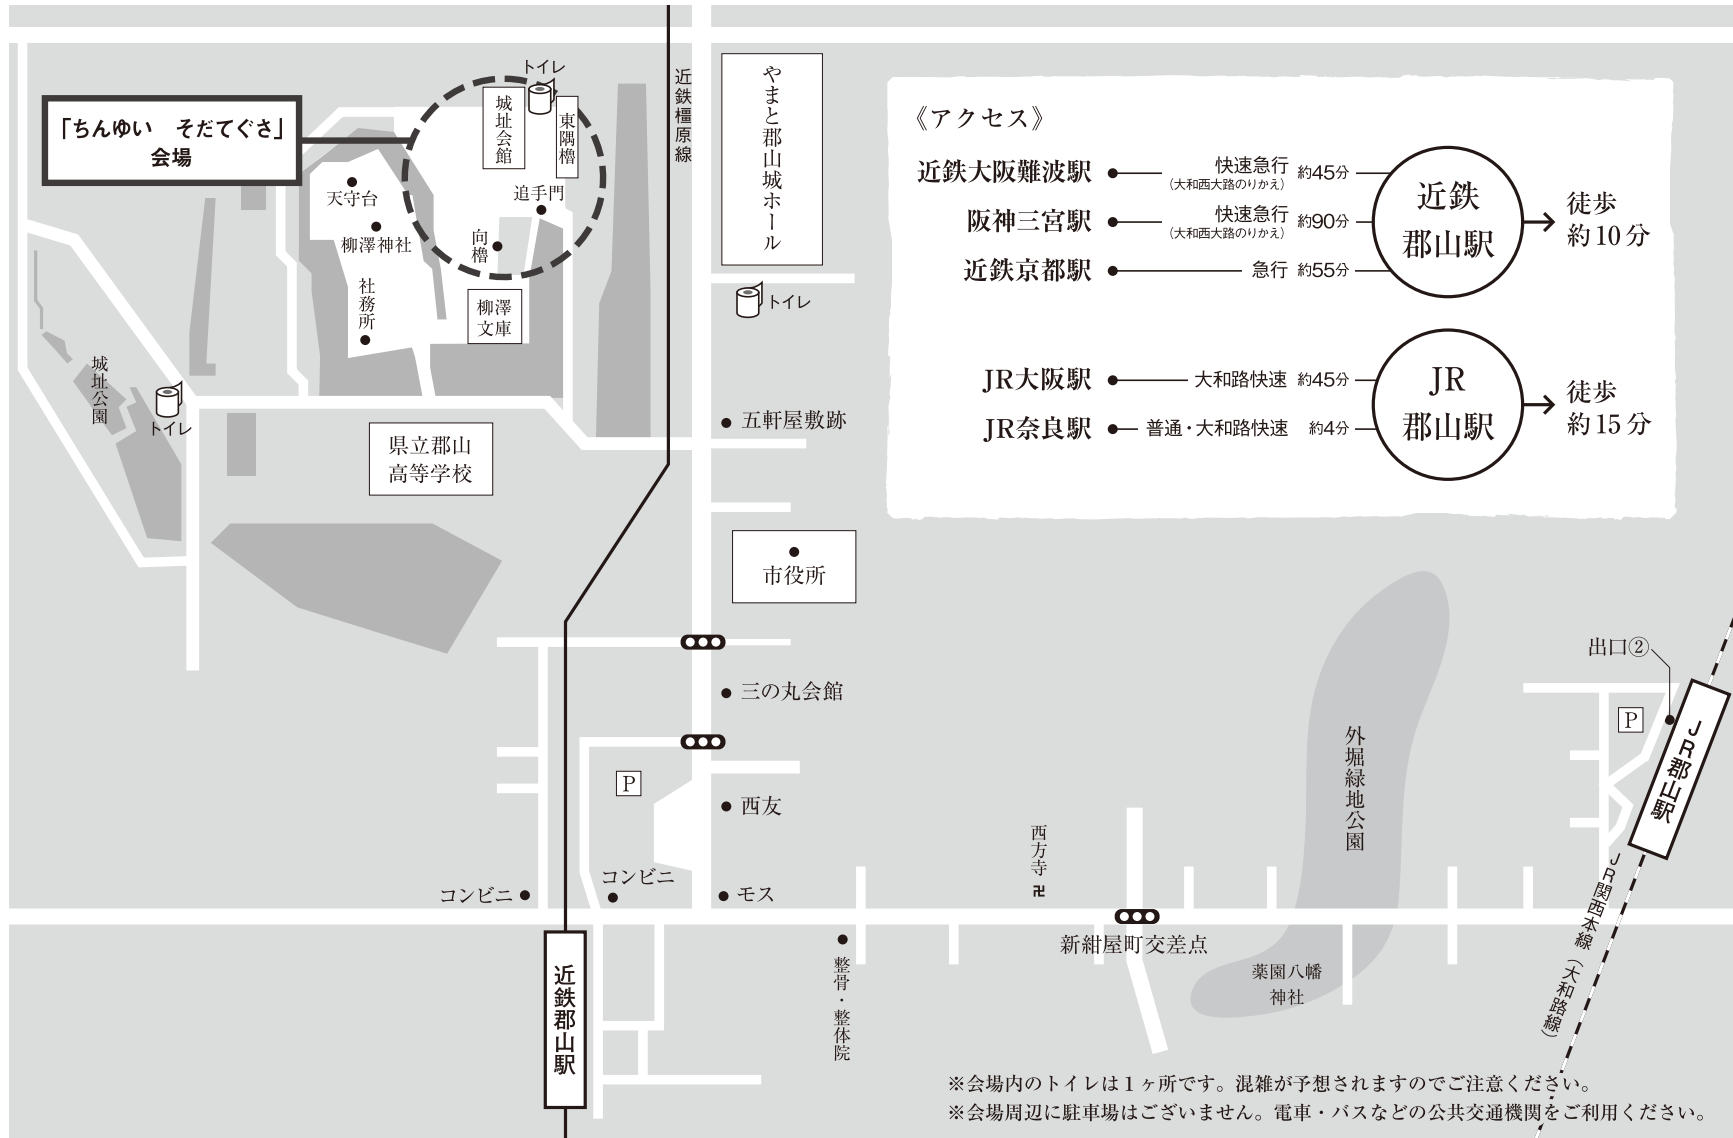 トイレ
「ちんゆい　そだてぐさ」
会場
城址会館
東隅櫓
追手門
天守台
柳澤神社
向櫓
社務所
柳澤
文庫
近鉄橿原線
やまと郡山城ホール
トイレ
城址公園
トイレ
県立郡山
高等学校
五軒屋敷跡
市役所
三の丸会館
P
西友
コンビニ
コンビニ
モス
近鉄郡山駅
整骨・整体院
西方寺
卍
新紺屋町交差点
外堀緑地公園
薬園八幡
神社
出口②
P
JR郡山駅
JR関西本線（大和路線）
《アクセス》
近鉄大阪難波駅 快速急行 約45分
（大和西大路のりかえ）
阪神三宮駅 快速急行 約90分
（大和西大路のりかえ）
近鉄京都駅 急行 約55分
近鉄
郡山駅
徒歩
約10分
JR大阪駅 大和路快速 約45分
JR奈良駅 普通・大和路快速 約4分
JR
郡山駅
徒歩
約15分
※会場内のトイレは1ヶ所です。混雑が予想されますのでご注意ください。
※会場周辺に駐車場はございません。電車・バスなどの公共交通機関をご利用ください。